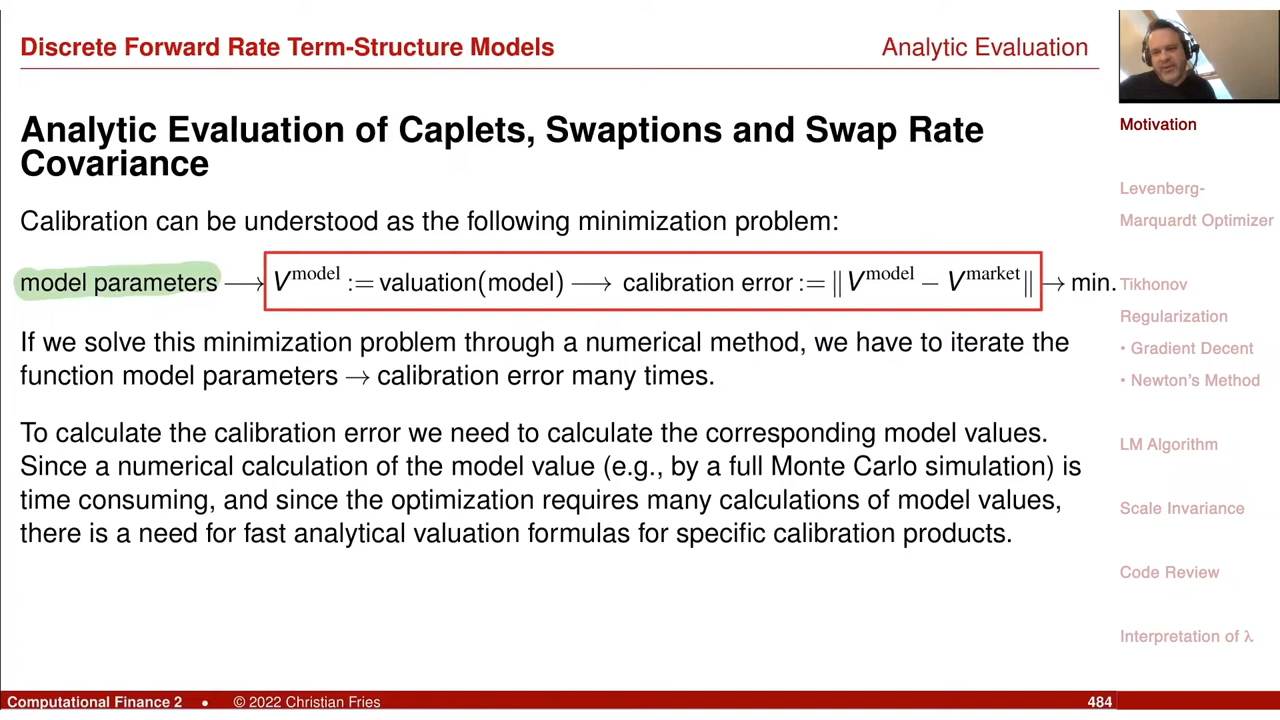 Discrete Forward Rate Term-Structure Models
Analytic Evaluation
Analytic Evaluation of Caplets, Swaptions and Swap Rate
Covariance
Calibration can be understood as the following minimization problem:
model parameters ⟶ V^model := valuation(model) ⟶ calibration error := ‖V^model − V^market‖ → min.
If we solve this minimization problem through a numerical method, we have to iterate the
function model parameters → calibration error many times.
To calculate the calibration error we need to calculate the corresponding model values.
Since a numerical calculation of the model value (e.g., by a full Monte Carlo simulation) is
time consuming, and since the optimization requires many calculations of model values,
there is a need for fast analytical valuation formulas for specific calibration products.
Motivation
Levenberg-
Marquardt Optimizer
Tikhonov
Regularization
• Gradient Decent
• Newton's Method
LM Algorithm
Scale Invariance
Code Review
Interpretation of λ
Computational Finance 2 • © 2022 Christian Fries
484